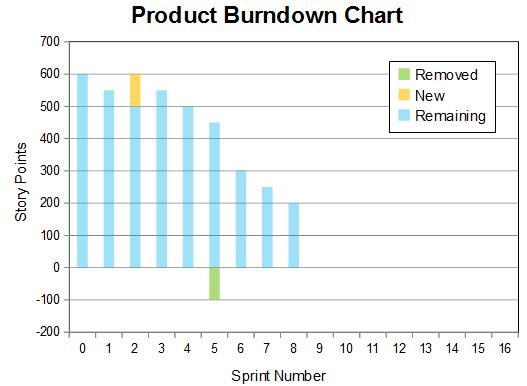 Product Burndown Chart
700
600
500
400
300
200
100
0
-100
-200
Story Points
Removed
New
Remaining
0 1 2 3 4 5 6 7 8 9 10 11 12 13 14 15 16
Sprint Number